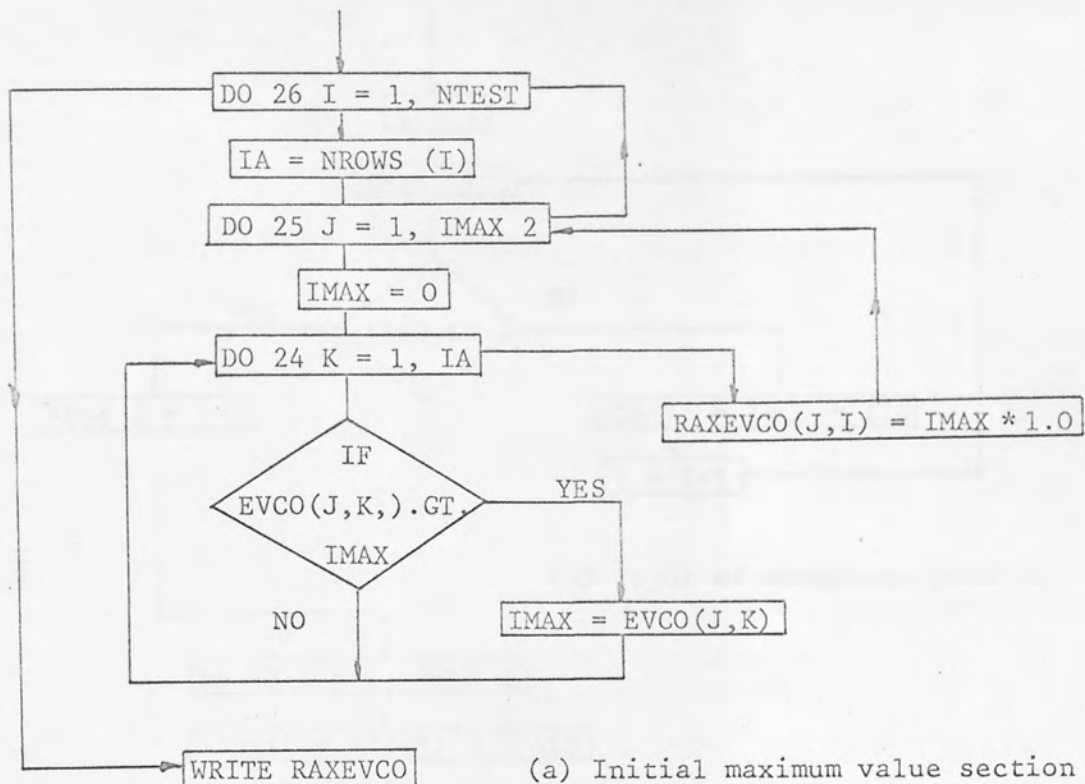 DO 26 I = 1, NTEST
IA = NROWS (I)
DO 25 J = 1, IMAX 2
IMAX = 0
DO 24 K = 1, IA
RAXEVCO(J,I) = IMAX * 1.0
IF
EVCO(J,K,).GT.
IMAX
YES
NO
IMAX = EVCO(J,K)
WRITE RAXEVCO
(a) Initial maximum value section